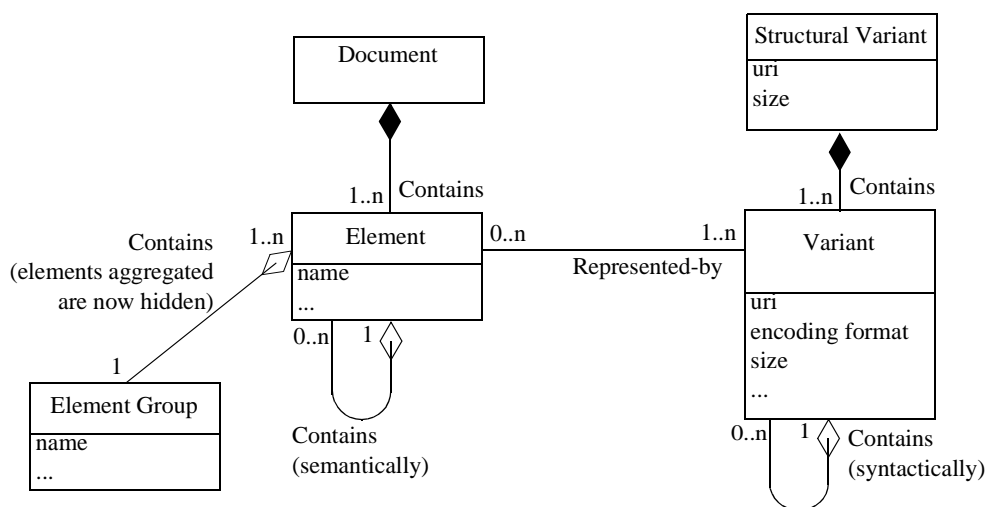 Document
Structural Variant
uri
size
1..n
Contains
1..n
Contains
Contains
(elements aggregated
are now hidden)
1..n
Element
name
...
0..n
1..n
Represented-by
Variant
uri
encoding format
size
...
0..n
1
Contains
(semantically)
1
Element Group
name
...
0..n
1
Contains
(syntactically)